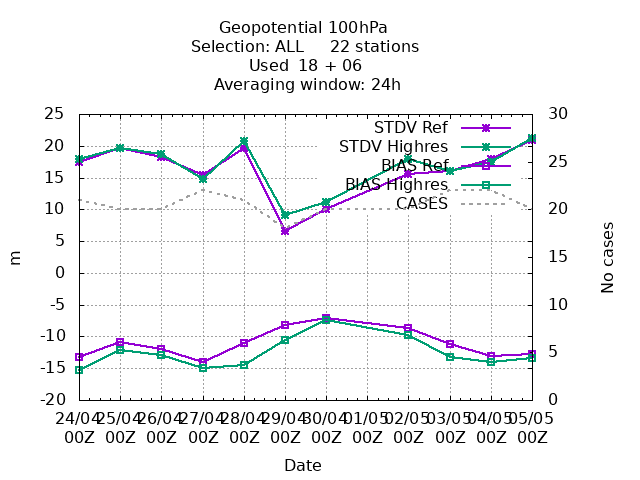 Geopotential 100hPa
Selection: ALL     22 stations
Used  18 + 06
Averaging window: 24h
25
20
15
10
5
0
-5
-10
-15
-20
30
25
20
15
10
5
0
STDV Ref
STDV Highres
BIAS Ref
BIAS Highres
CASES
m
No cases
24/04 25/04 26/04 27/04 28/04 29/04 30/04 01/05 02/05 03/05 04/05 05/05
00Z 00Z 00Z 00Z 00Z 00Z 00Z 00Z 00Z 00Z 00Z 00Z
Date